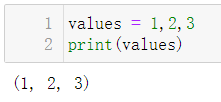 1 values = 1,2,3
2 print(values)
(1, 2, 3)